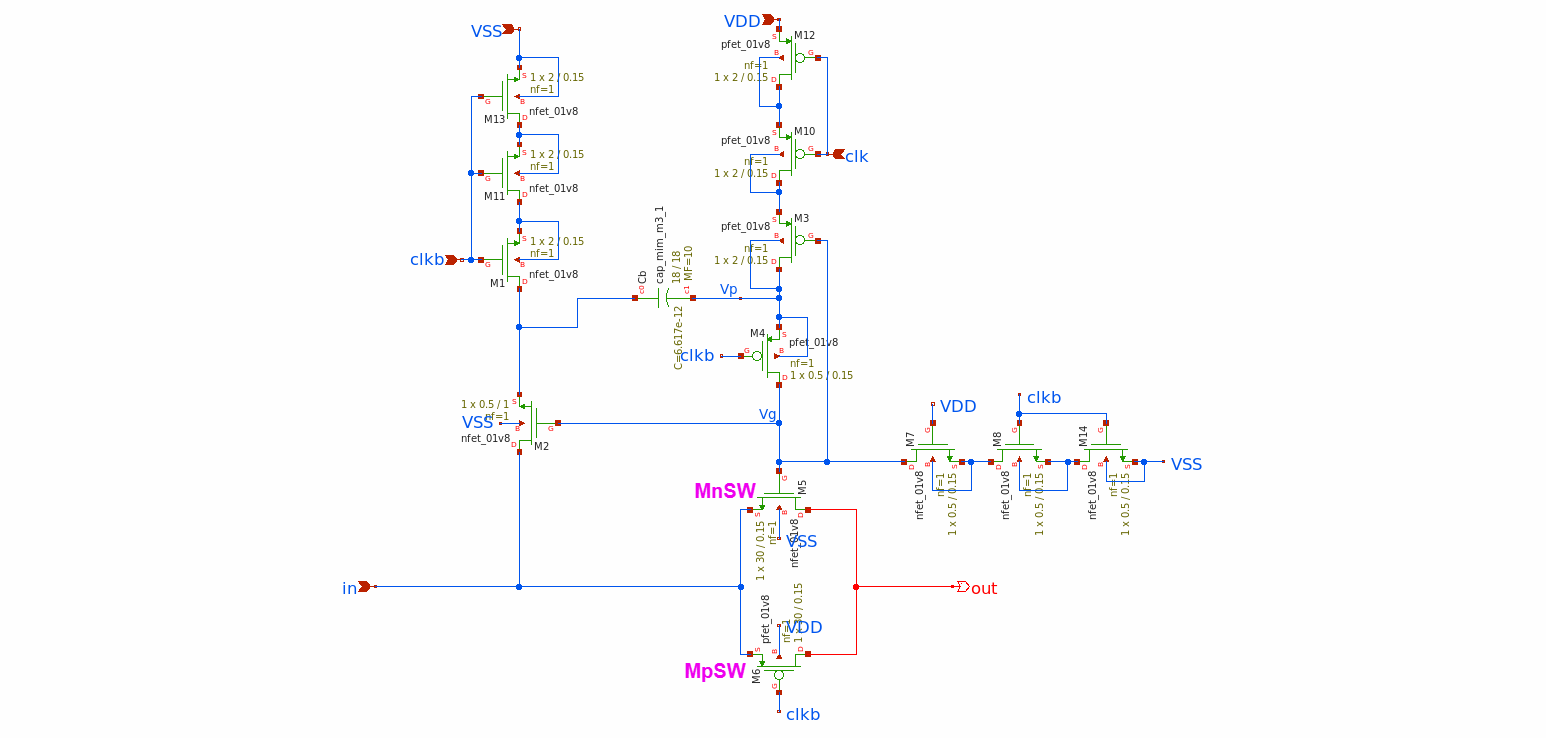 VSS
S
1 x 2 / 0.15
nf=1
G
B
nfet_01v8
D
M13
S
1 x 2 / 0.15
nf=1
G
B
nfet_01v8
D
M11
S
1 x 2 / 0.15
nf=1
clkb
G
B
nfet_01v8
D
M1
VDD
M12
S
pfet_01v8
B
G
nf=1
1 x 2 / 0.15
D
M10
S
pfet_01v8
B
G
clk
nf=1
1 x 2 / 0.15
D
M3
S
pfet_01v8
B
G
nf=1
1 x 2 / 0.15
D
Cb
cap_mim_m3_1
18 / 18
MF=10
c0
c1
C=6.617e-12
Vp
M4
S
pfet_01v8
clkb
G
B
nf=1
1 x 0.5 / 0.15
D
1 x 0.5 / 1
nf=1
S
VSS
B
G
nfet_01v8
D
M2
Vg
VDD
M7
G
D
B
S
nfet_01v8
nf=1
1 x 0.5 / 0.15
clkb
M8
G
D
B
S
nfet_01v8
nf=1
1 x 0.5 / 0.15
M14
G
D
B
S
nfet_01v8
nf=1
1 x 0.5 / 0.15
VSS
MnSW
G
M5
S
B
D
1 x 30 / 0.15
nf=1
nfet_01v8
VSS
in
out
pfet_01v8
nf=1
1 x 30 / 0.15
VDD
S
B
D
MpSW
M6
G
clkb